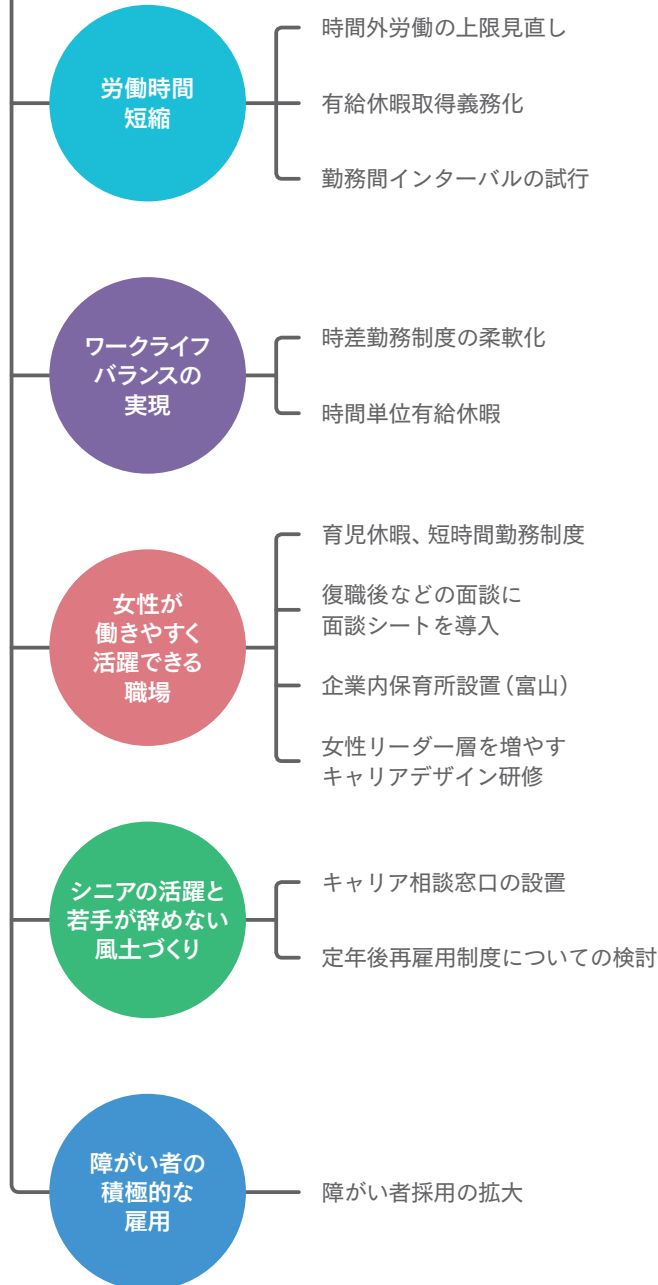 労働時間
短縮
時間外労働の上限見直し
有給休暇取得義務化
勤務間インターバルの試行
ワークライフ
バランスの
実現
時差勤務制度の柔軟化
時間単位有給休暇
女性が
働きやすく
活躍できる
職場
育児休暇、短時間勤務制度
復職後などの面談に
面談シートを導入
企業内保育所設置（富山）
女性リーダー層を増やす
キャリアデザイン研修
シニアの活躍と
若手が辞めない
風土づくり
キャリア相談窓口の設置
定年後再雇用制度についての検討
障がい者の
積極的な
雇用
障がい者採用の拡大